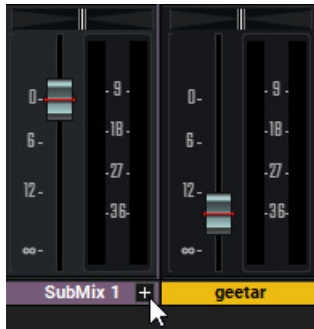 0- -9- 0- -9-
6- -18- 6- -18-
-27- -27-
12- -36- 12- -36-
∞- ∞-
SubMix 1 + geetar